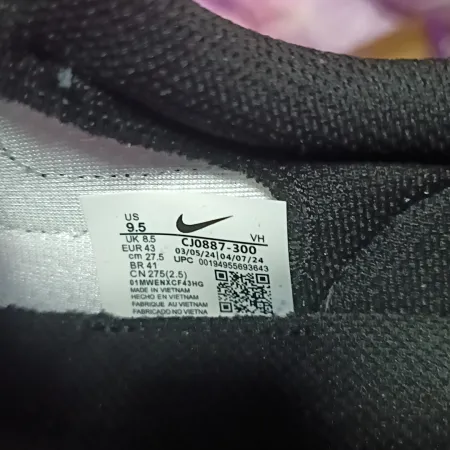 US
9.5
UK 8.5
EUR 43
cm 27.5
BR 41
CN 275(2.5)
VH
CJ0887-300
03/05/24 04/07/24
UPC 00194955693643
01MWENXCF43HG
MADE IN VIETNAM
HECHO EN VIETNAM
FABRIQUE AU VIETNAM
FABRICADO NO VIETNA